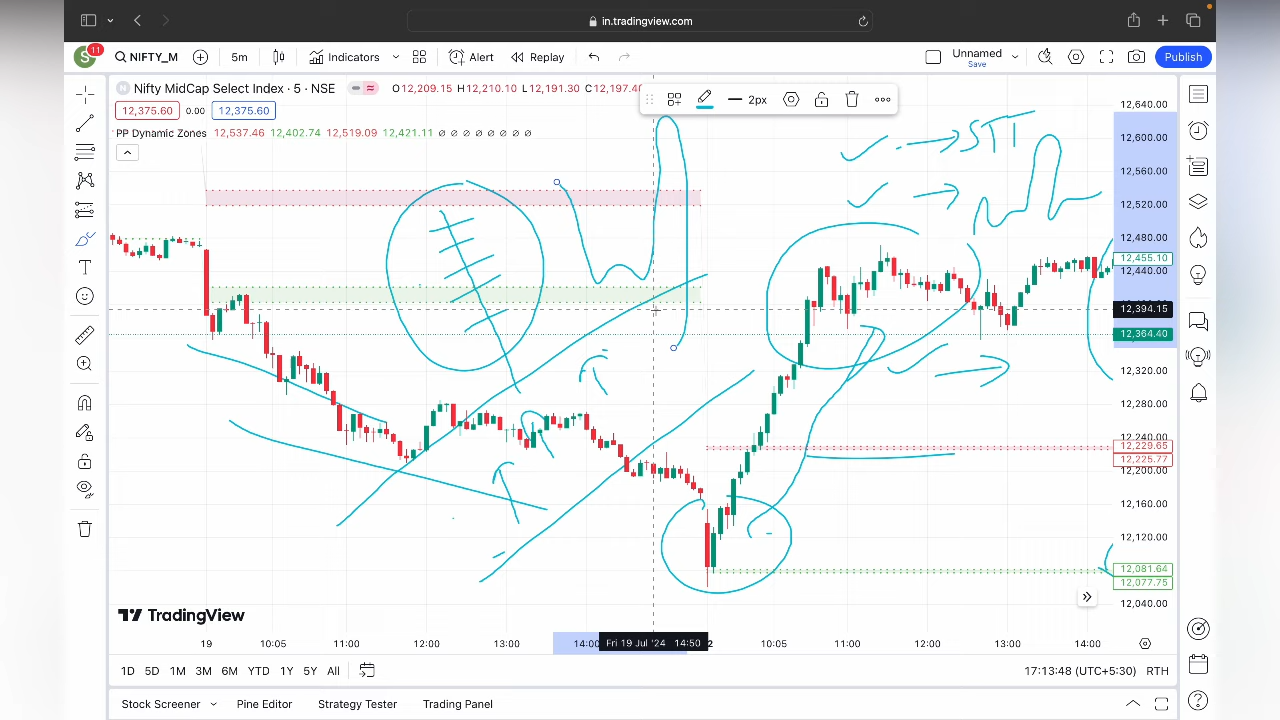 in.tradingview.com
S 11 NIFTY_M 5m Indicators Alert Replay Unnamed Save Publish
Nifty MidCap Select Index · 5 · NSE O12,209.15 H12,210.10 L12,191.30 C12,197.40
2px
12,375.60 0.00 12,375.60
PP Dynamic Zones 12,537.46 12,402.74 12,519.09 12,421.11 ∅ ∅ ∅ ∅ ∅ ∅ ∅ ∅
STT
12,640.00
12,600.00
12,560.00
12,520.00
12,480.00
12,455.10
12,440.00
12,394.15
12,364.40
12,320.00
12,280.00
12,240.00
12,229.65
12,225.77
12,200.00
12,160.00
12,120.00
12,081.64
12,077.75
12,040.00
TradingView
19 10:05 11:00 12:00 13:00 14:00 Fri 19 Jul '24 14:50 2 10:05 11:00 12:00 13:00 14:00
1D 5D 1M 3M 6M YTD 1Y 5Y All 17:13:48 (UTC+5:30) RTH
Stock Screener Pine Editor Strategy Tester Trading Panel